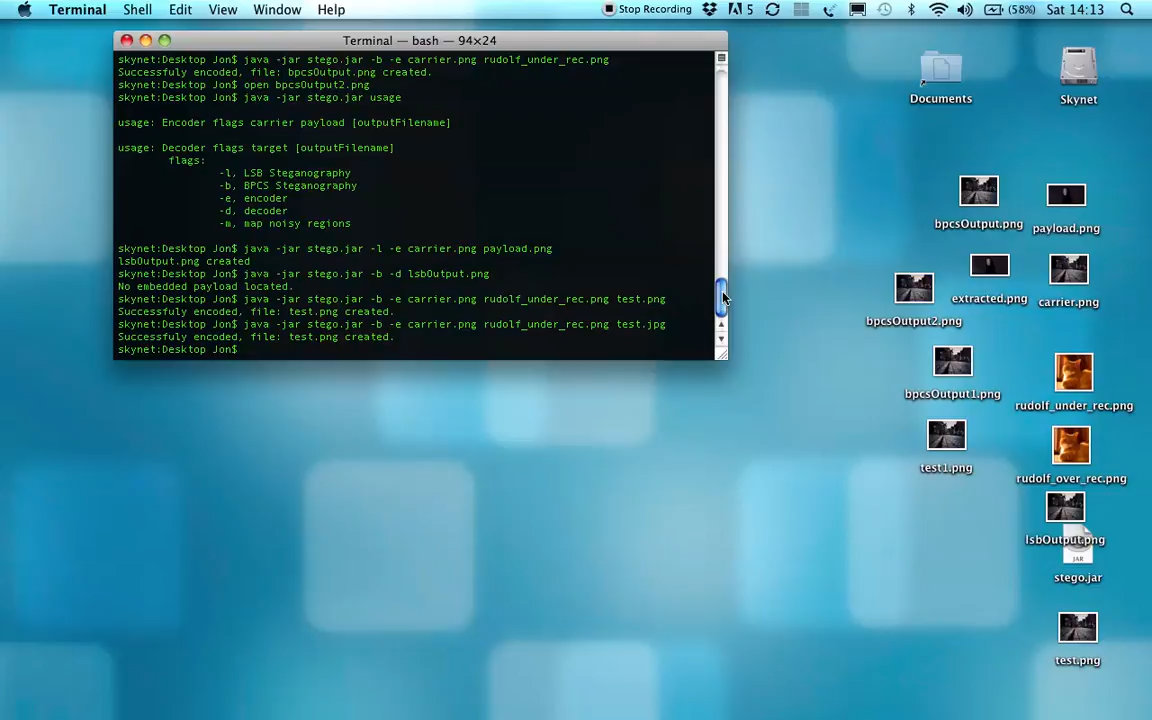 Terminal Shell Edit View Window Help Stop Recording 5 (58%) Sat 14:13
Terminal — bash — 94×24
skynet:Desktop Jon$ java -jar stego.jar -b -e carrier.png rudolf_under_rec.png
Successfuly encoded, file: bpcsOutput.png created.
skynet:Desktop Jon$ open bpcsOutput2.png
skynet:Desktop Jon$ java -jar stego.jar usage
usage: Encoder flags carrier payload [outputFilename]
usage: Decoder flags target [outputFilename]
flags:
-l, LSB Steganography
-b, BPCS Steganography
-e, encoder
-d, decoder
-m, map noisy regions
skynet:Desktop Jon$ java -jar stego.jar -l -e carrier.png payload.png
lsbOutput.png created
skynet:Desktop Jon$ java -jar stego.jar -b -d lsbOutput.png
No embedded payload located.
skynet:Desktop Jon$ java -jar stego.jar -b -e carrier.png rudolf_under_rec.png test.png
Successfuly encoded, file: test.png created.
skynet:Desktop Jon$ java -jar stego.jar -b -e carrier.png rudolf_under_rec.png test.jpg
Successfuly encoded, file: test.png created.
skynet:Desktop Jon$
Documents
Skynet
bpcsOutput.png
payload.png
extracted.png
carrier.png
bpcsOutput2.png
bpcsOutput1.png
rudolf_under_rec.png
test1.png
rudolf_over_rec.png
lsbOutput.png
JAR
stego.jar
test.png